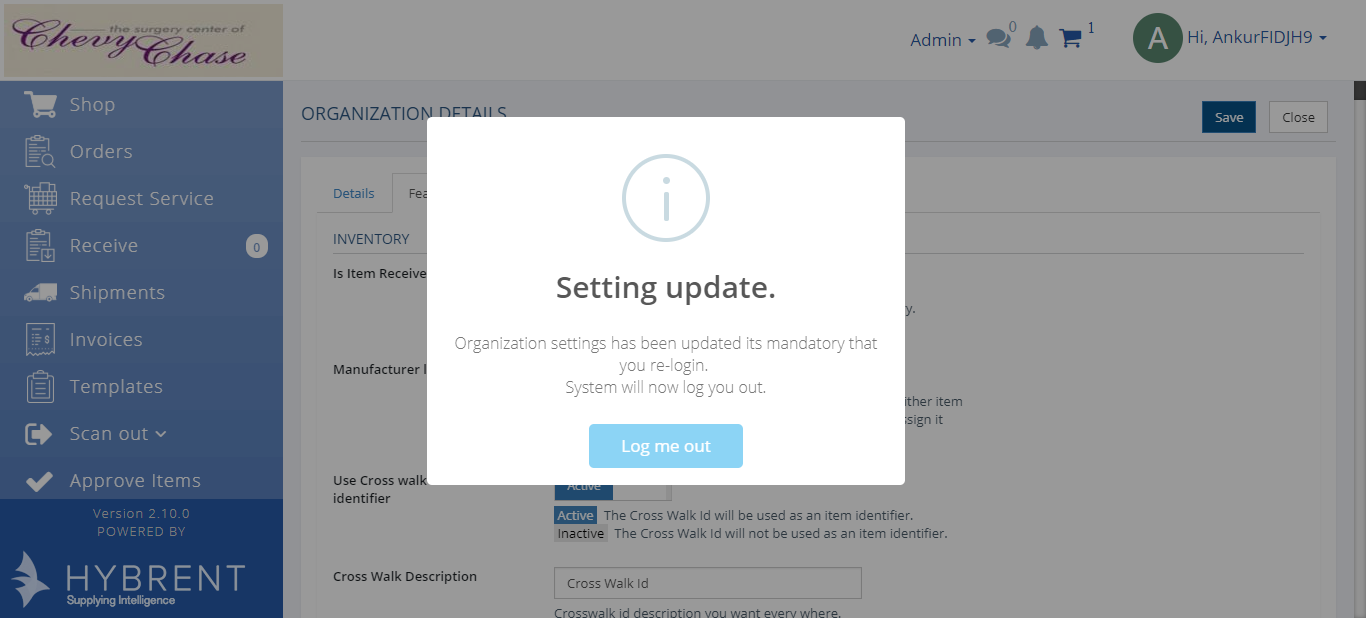 the surgery center of
Chevy Chase
Admin
0
1
A
Hi, AnkurFIDJH9
Shop
Orders
Request Service
Receive
0
Shipments
Invoices
Templates
Scan out
Approve Items
Version 2.10.0
POWERED BY
HYBRENT
Supplying Intelligence
ORGANIZATION DETAILS
Save
Close
Details
Fea
INVENTORY
Is Item Receive
y.
Manufacturer
ither item
ssign it
Use Cross walk
identifier
Active
Active The Cross Walk Id will be used as an item identifier.
Inactive The Cross Walk Id will not be used as an item identifier.
Cross Walk Description
Cross Walk Id
Crosswalk id description you want every where.
i
Setting update.
Organization settings has been updated its mandatory that
you re-login.
System will now log you out.
Log me out